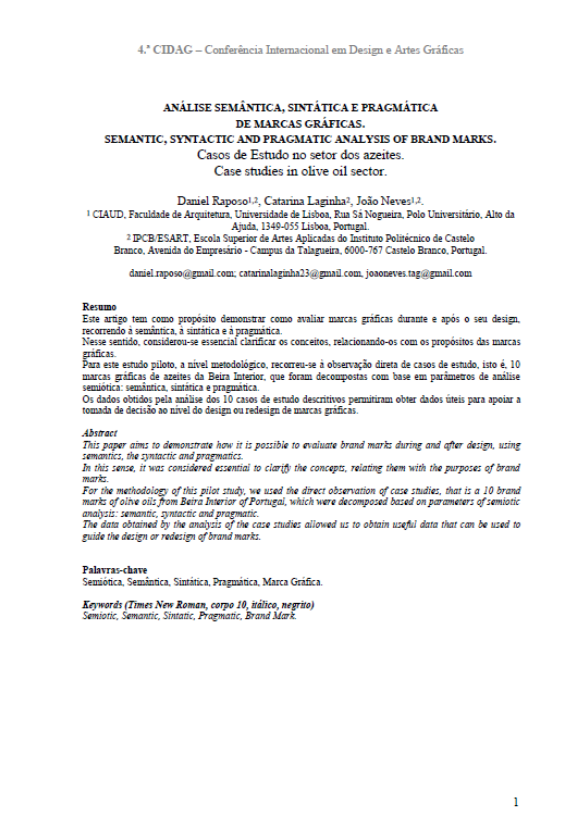 4.ª CIDAG – Conferência Internacional em Design e Artes Gráficas
ANÁLISE SEMÂNTICA, SINTÁTICA E PRAGMÁTICA
DE MARCAS GRÁFICAS.
SEMANTIC, SYNTACTIC AND PRAGMATIC ANALYSIS OF BRAND MARKS.
Casos de Estudo no setor dos azeites.
Case studies in olive oil sector.
Daniel Raposo1,2, Catarina Laginha2, João Neves1,2.
1 CIAUD, Faculdade de Arquitetura, Universidade de Lisboa, Rua Sá Nogueira, Polo Universitário, Alto da
Ajuda, 1349-055 Lisboa, Portugal.
2 IPCB/ESART, Escola Superior de Artes Aplicadas do Instituto Politécnico de Castelo
Branco, Avenida do Empresário - Campus da Talagueira, 6000-767 Castelo Branco, Portugal.
daniel.raposo@gmail.com; catarinalaginha23@gmail.com, joaoneves.tag@gmail.com
Resumo
Este artigo tem como propósito demonstrar como avaliar marcas gráficas durante e após o seu design,
recorrendo à semântica, à sintática e à pragmática.
Nesse sentido, considerou-se essencial clarificar os conceitos, relacionando-os com os propósitos das marcas
gráficas.
Para este estudo piloto, a nível metodológico, recorreu-se à observação direta de casos de estudo, isto é, 10
marcas gráficas de azeites da Beira Interior, que foram decompostas com base em parâmetros de análise
semiótica: semântica, sintática e pragmática.
Os dados obtidos pela análise dos 10 casos de estudo descritivos permitiram obter dados úteis para apoiar a
tomada de decisão ao nível do design ou redesign de marcas gráficas.
Abstract
This paper aims to demonstrate how it is possible to evaluate brand marks during and after design, using
semantics, the syntactic and pragmatics.
In this sense, it was considered essential to clarify the concepts, relating them with the purposes of brand
marks.
For the methodology of this pilot study, we used the direct observation of case studies, that is a 10 brand
marks of olive oils from Beira Interior of Portugal, which were decomposed based on parameters of semiotic
analysis: semantic, syntactic and pragmatic.
The data obtained by the analysis of the case studies allowed us to obtain useful data that can be used to
guide the design or redesign of brand marks.
Palavras-chave
Semiótica, Semântica, Sintática, Pragmática, Marca Gráfica.
Keywords (Times New Roman, corpo 10, itálico, negrito)
Semiotic, Semantic, Sintatic, Pragmatic, Brand Mark.
1